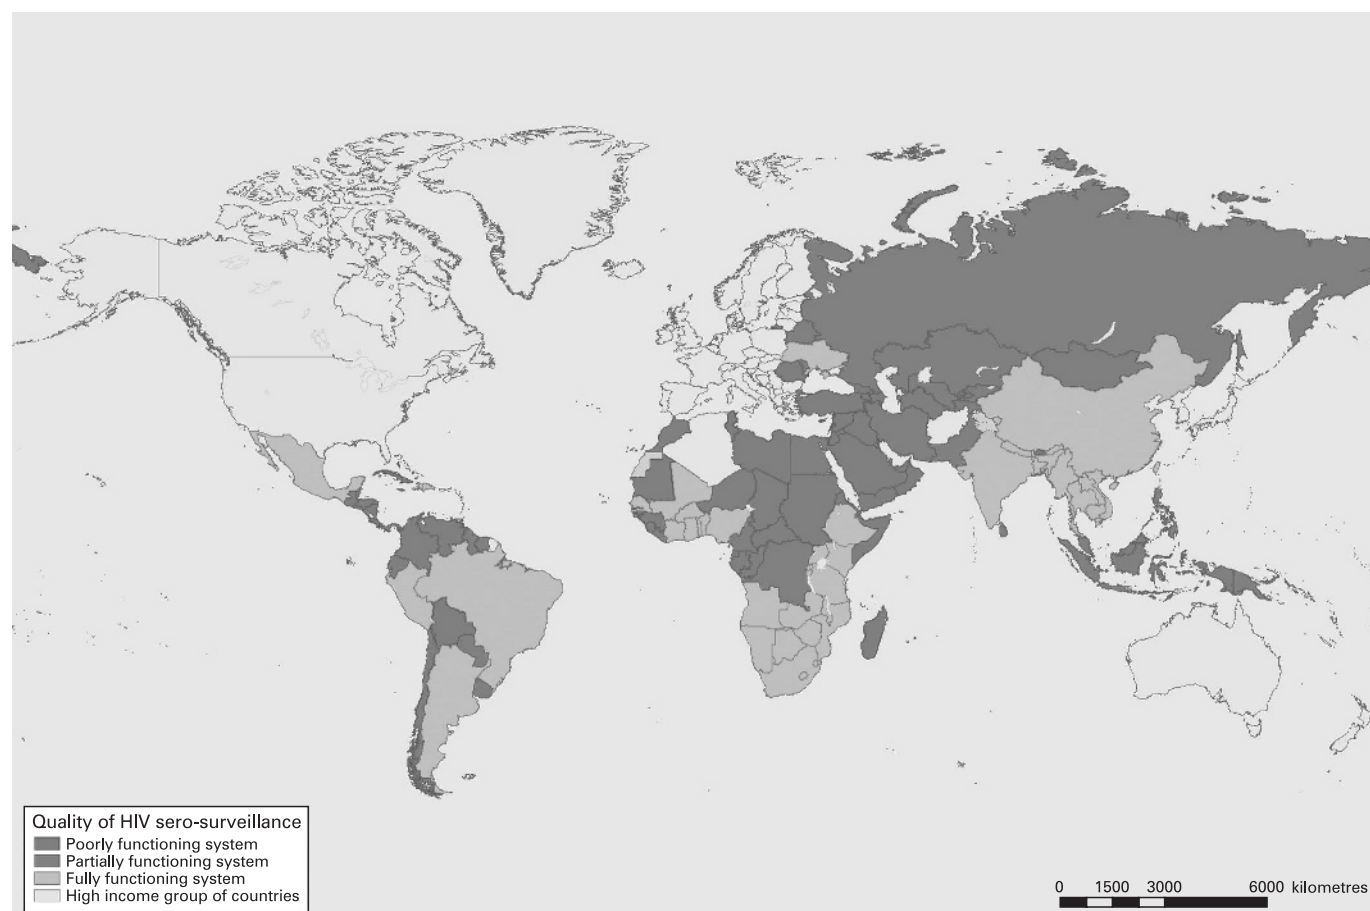 Quality of HIV sero-surveillance
Poorly functioning system
Partially functioning system
Fully functioning system
High income group of countries
0 1500 3000 6000 kilometres